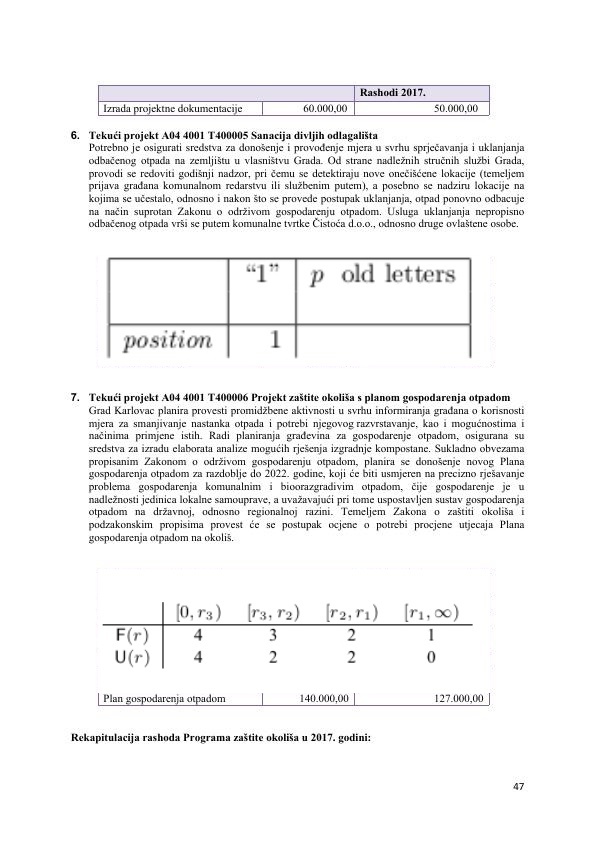 Rashodi 2017.
Izrada projektne dokumentacije 60.000,00 50.000,00
6. Tekući projekt A04 4001 T400005 Sanacija divljih odlagališta
Potrebno je osigurati sredstva za donošenje i provođenje mjera u svrhu sprječavanja i uklanjanja
odbačenog otpada na zemljištu u vlasništvu Grada. Od strane nadležnih stručnih službi Grada,
provodi se redoviti godišnji nadzor, pri čemu se detektiraju nove onečišćene lokacije (temeljem
prijava građana komunalnom redarstvu ili službenim putem), a posebno se nadziru lokacije na
kojima se učestalo, odnosno i nakon što se provede postupak uklanjanja, otpad ponovno odbacuje
na način suprotan Zakonu o održivom gospodarenju otpadom. Usluga uklanjanja nepropisno
odbačenog otpada vrši se putem komunalne tvrtke Čistoća d.o.o., odnosno druge ovlaštene osobe.
“1” p old letters
position 1
7. Tekući projekt A04 4001 T400006 Projekt zaštite okoliša s planom gospodarenja otpadom
Grad Karlovac planira provesti promidžbene aktivnosti u svrhu informiranja građana o korisnosti
mjera za smanjivanje nastanka otpada i potrebi njegovog razvrstavanje, kao i mogućnostima i
načinima primjene istih. Radi planiranja građevina za gospodarenje otpadom, osigurana su
sredstva za izradu elaborata analize mogućih rješenja izgradnje kompostane. Sukladno obvezama
propisanim Zakonom o održivom gospodarenju otpadom, planira se donošenje novog Plana
gospodarenja otpadom za razdoblje do 2022. godine, koji će biti usmjeren na precizno rješavanje
problema gospodarenja komunalnim i bioorazgradivim otpadom, čije gospodarenje je u
nadležnosti jedinica lokalne samouprave, a uvažavajući pri tome uspostavljen sustav gospodarenja
otpadom na državnoj, odnosno regionalnoj razini. Temeljem Zakona o zaštiti okoliša i
podzakonskim propisima provest će se postupak ocjene o potrebi procjene utjecaja Plana
gospodarenja otpadom na okoliš.
[0, r₃) [r₃, r₂) [r₂, r₁) [r₁, ∞)
F(r) 4 3 2 1
U(r) 4 2 2 0
Plan gospodarenja otpadom 140.000,00 127.000,00
Rekapitulacija rashoda Programa zaštite okoliša u 2017. godini:
47